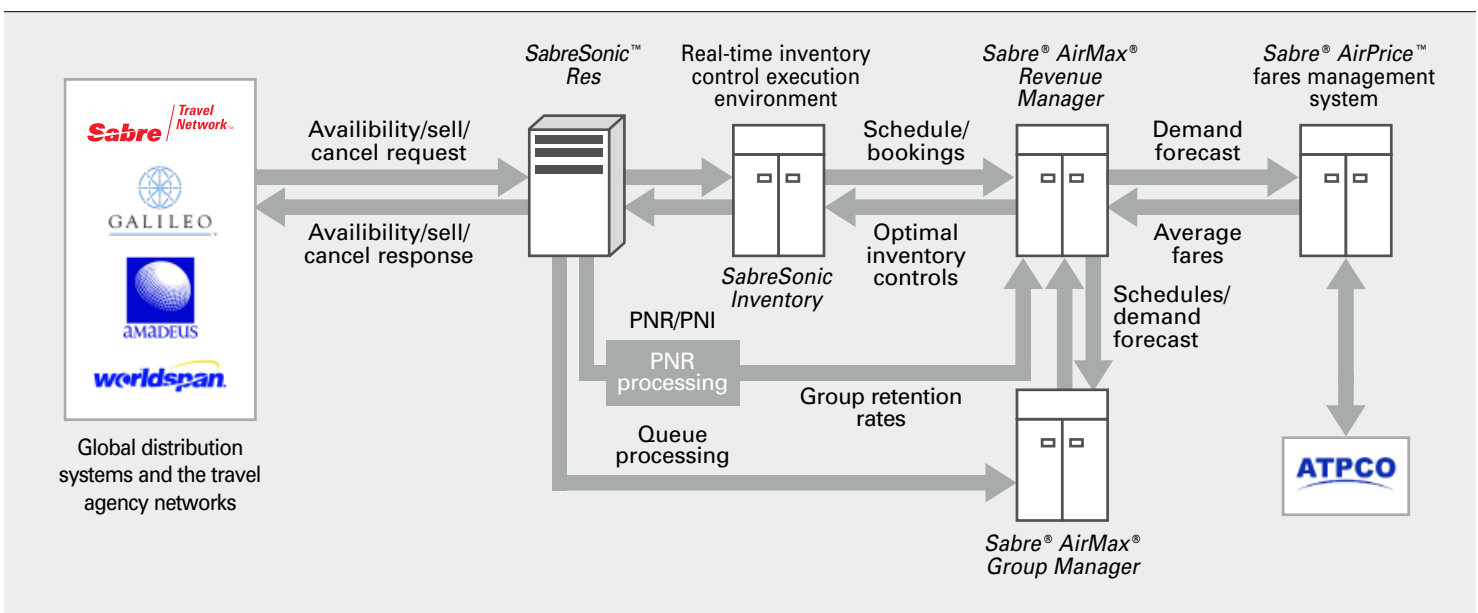 SabreSonic™
Res
Real-time inventory
control execution
environment
Sabre® AirMax®
Revenue
Manager
Sabre® AirPrice™
fares management
system
Sabre / Travel
Network™
GALILEO
amadeus
worldspan
Global distribution
systems and the travel
agency networks
Availibility/sell/
cancel request
Availibility/sell/
cancel response
Schedule/
bookings
Optimal
inventory
controls
Demand
forecast
Average
fares
SabreSonic
Inventory
Schedules/
demand
forecast
PNR/PNI
PNR
processing
Group retention
rates
Queue
processing
ATPCO
Sabre® AirMax®
Group Manager